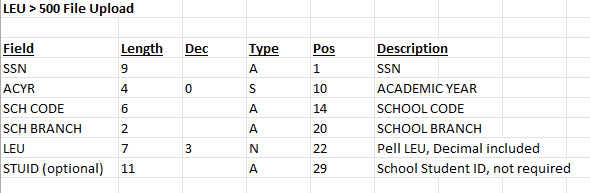 LEU > 500 File Upload
Field Length Dec Type Pos Description
SSN 9 A 1 SSN
ACYR 4 0 S 10 ACADEMIC YEAR
SCH CODE 6 A 14 SCHOOL CODE
SCH BRANCH 2 A 20 SCHOOL BRANCH
LEU 7 3 N 22 Pell LEU, Decimal included
STUID (optional) 11 A 29 School Student ID, not required